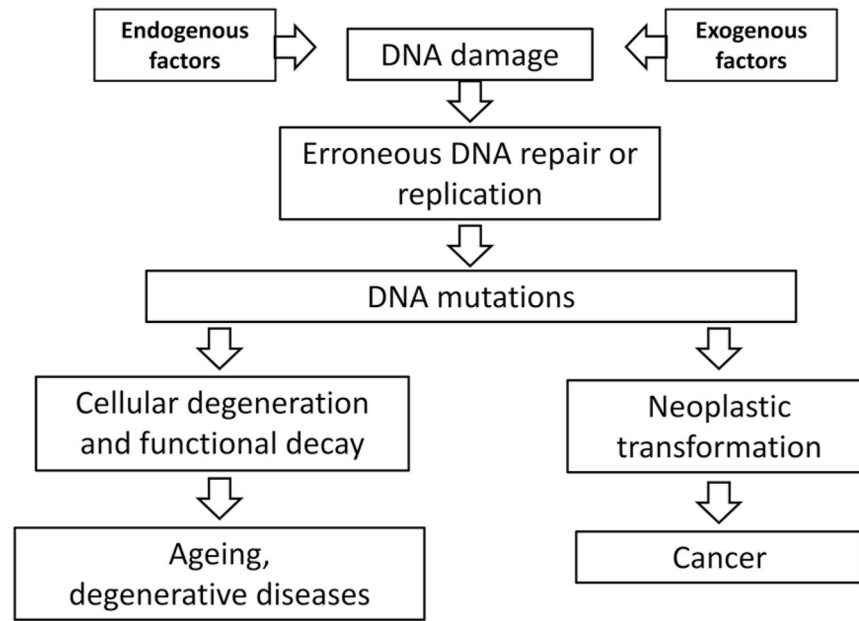 Endogenous
factors
DNA damage
Exogenous
factors
Erroneous DNA repair or
replication
DNA mutations
Cellular degeneration
and functional decay
Neoplastic
transformation
Ageing,
degenerative diseases
Cancer